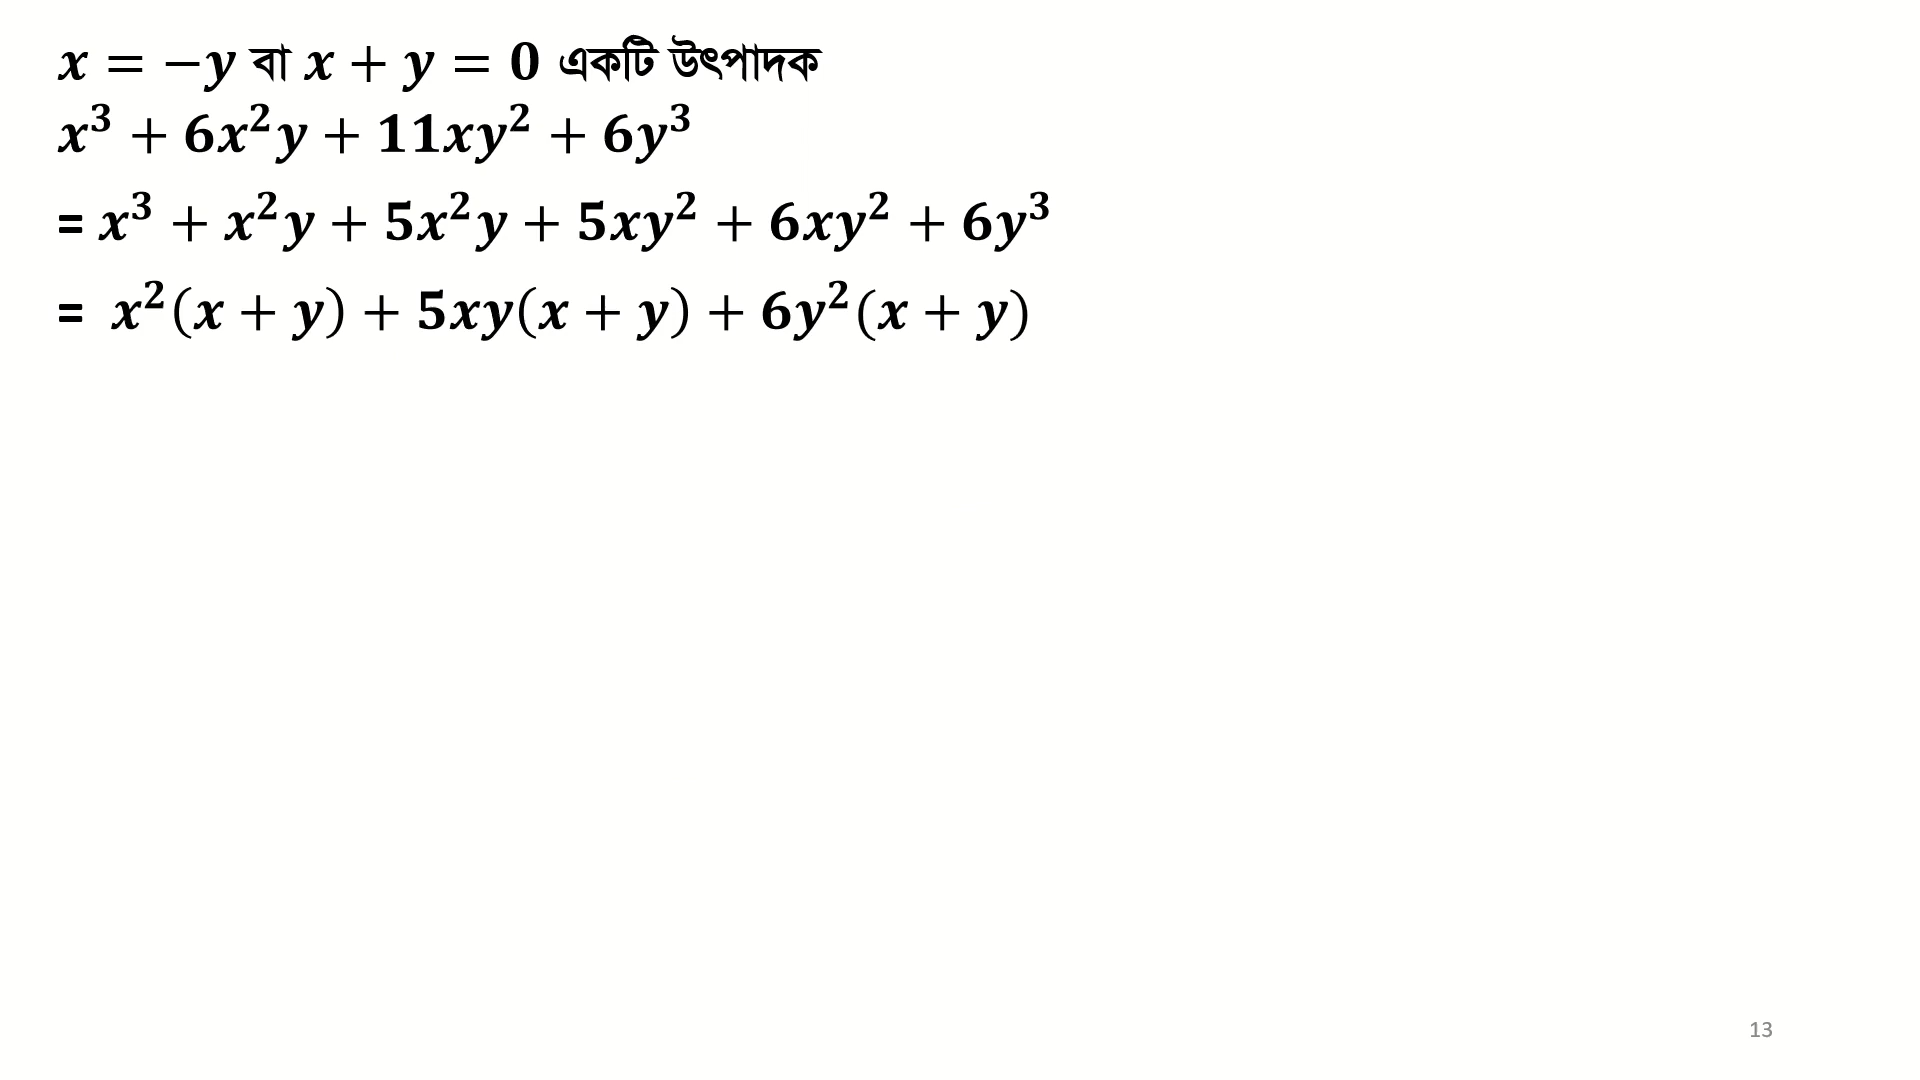 x = −y বা x + y = 0 একটি উৎপাদক
x³ + 6x²y + 11xy² + 6y³
= x³ + x²y + 5x²y + 5xy² + 6xy² + 6y³
= x²(x + y) + 5xy(x + y) + 6y²(x + y)
13